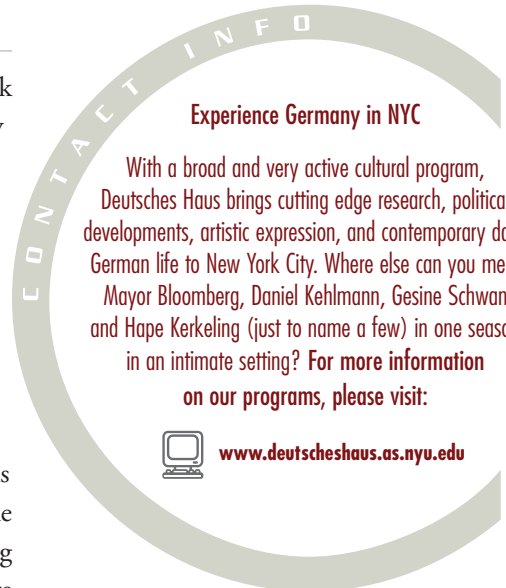 CONTACT INFO
Experience Germany in NYC
With a broad and very active cultural program,
Deutsches Haus brings cutting edge research, politica
developments, artistic expression, and contemporary da
German life to New York City. Where else can you me
Mayor Bloomberg, Daniel Kehlmann, Gesine Schwan
and Hape Kerkeling (just to name a few) in one seaso
in an intimate setting? For more information
on our programs, please visit:
www.deutscheshaus.as.nyu.edu